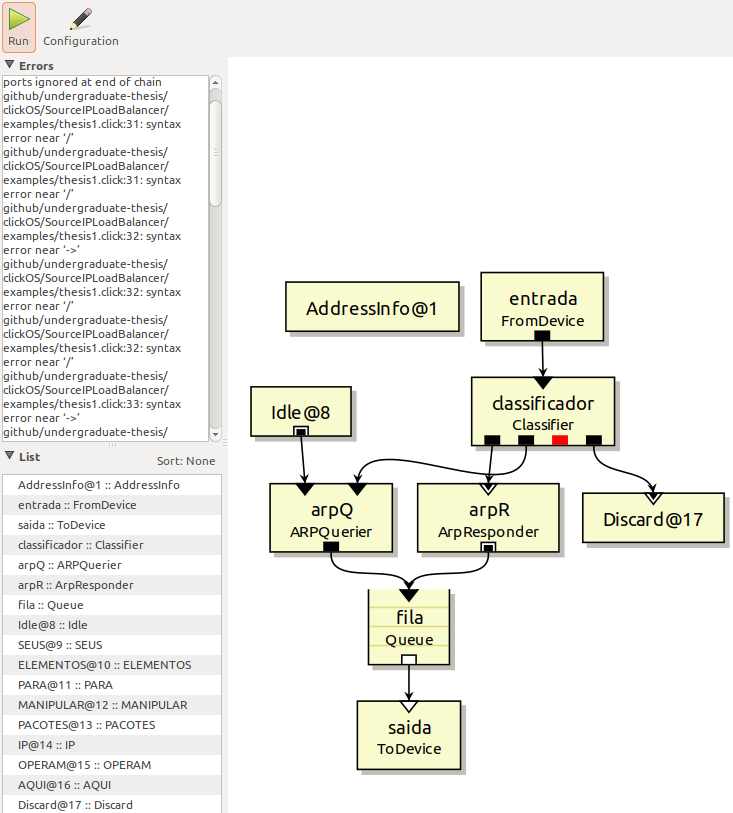 Run
Configuration
Errors
ports ignored at end of chain
github/undergraduate-thesis/
clickOS/SourceIPLoadBalancer/
examples/thesis1.click:31: syntax
error near ‘/’
github/undergraduate-thesis/
clickOS/SourceIPLoadBalancer/
examples/thesis1.click:31: syntax
error near ‘/’
github/undergraduate-thesis/
clickOS/SourceIPLoadBalancer/
examples/thesis1.click:32: syntax
error near ‘->’
github/undergraduate-thesis/
clickOS/SourceIPLoadBalancer/
examples/thesis1.click:32: syntax
error near ‘/’
github/undergraduate-thesis/
clickOS/SourceIPLoadBalancer/
examples/thesis1.click:32: syntax
error near ‘/’
github/undergraduate-thesis/
clickOS/SourceIPLoadBalancer/
examples/thesis1.click:33: syntax
error near ‘->’
github/undergraduate-thesis/
List
Sort: None
AddressInfo@1 :: AddressInfo
entrada :: FromDevice
saida :: ToDevice
classificador :: Classifier
arpQ :: ARPQuerier
arpR :: ArpResponder
fila :: Queue
Idle@8 :: Idle
SEUS@9 :: SEUS
ELEMENTOS@10 :: ELEMENTOS
PARA@11 :: PARA
MANIPULAR@12 :: MANIPULAR
PACOTES@13 :: PACOTES
IP@14 :: IP
OPERAM@15 :: OPERAM
AQUI@16 :: AQUI
Discard@17 :: Discard
AddressInfo@1
entrada
FromDevice
Idle@8
classificador
Classifier
arpQ
ARPQuerier
arpR
ArpResponder
Discard@17
fila
Queue
saida
ToDevice